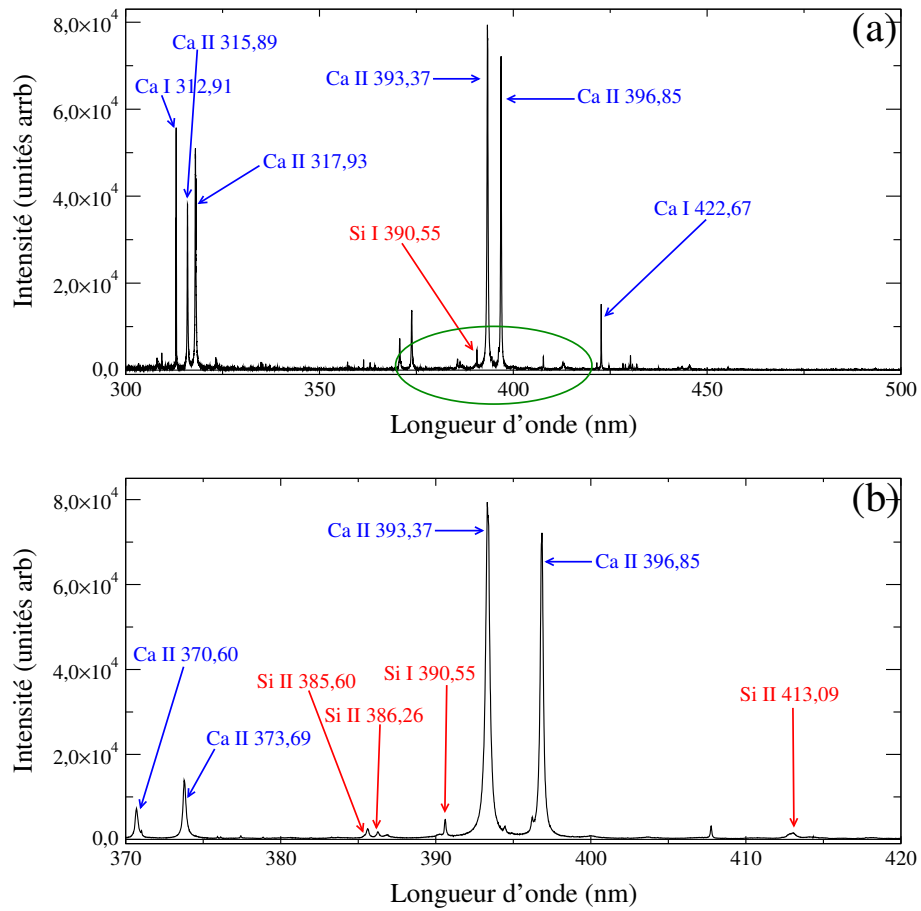 (a)
8,0×10⁴
6,0×10⁴
4,0×10⁴
2,0×10⁴
0,0
Intensité (unités arrb)
Ca II 315,89
Ca I 312,91
Ca II 317,93
Ca II 393,37
Ca II 396,85
Si I 390,55
Ca I 422,67
300 350 400 450 500
Longueur d'onde (nm)
(b)
8,0×10⁴
6,0×10⁴
4,0×10⁴
2,0×10⁴
0,0
Intensité (unités arb)
Ca II 393,37
Ca II 396,85
Ca II 370,60
Si II 385,60
Si I 390,55
Si II 413,09
Si II 386,26
Ca II 373,69
370 380 390 400 410 420
Longueur d'onde (nm)